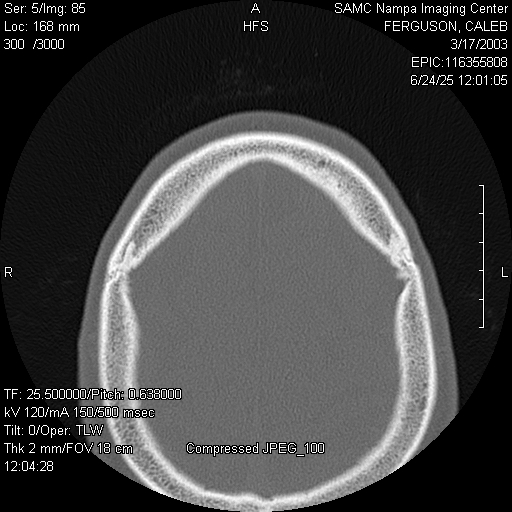 Ser: 5/Img: 85
Loc: 168 mm
300 /3000
A
HFS
SAMC Nampa Imaging Center
FERGUSON, CALEB
3/17/2003
EPIC:116355808
6/24/25 12:01:05
R
L
TF: 25.500000/Pitch: 0.638000
kV 120/mA 150/500 msec
Tilt: 0/Oper: TLW
Thk 2 mm/FOV 18 cm
12:04:28
Compressed JPEG_100